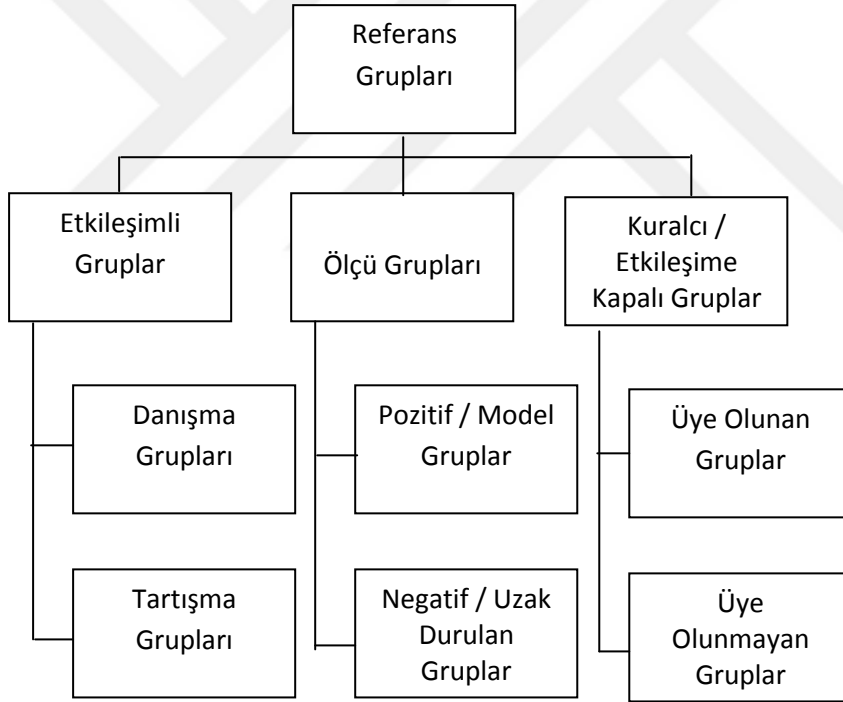 Referans
Grupları
Etkileşimli
Gruplar
Ölçü Grupları
Kuralcı /
Etkileşime
Kapalı Gruplar
Danışma
Grupları
Pozitif / Model
Gruplar
Üye Olunan
Gruplar
Tartışma
Grupları
Negatif / Uzak
Durulan
Gruplar
Üye
Olunmayan
Gruplar